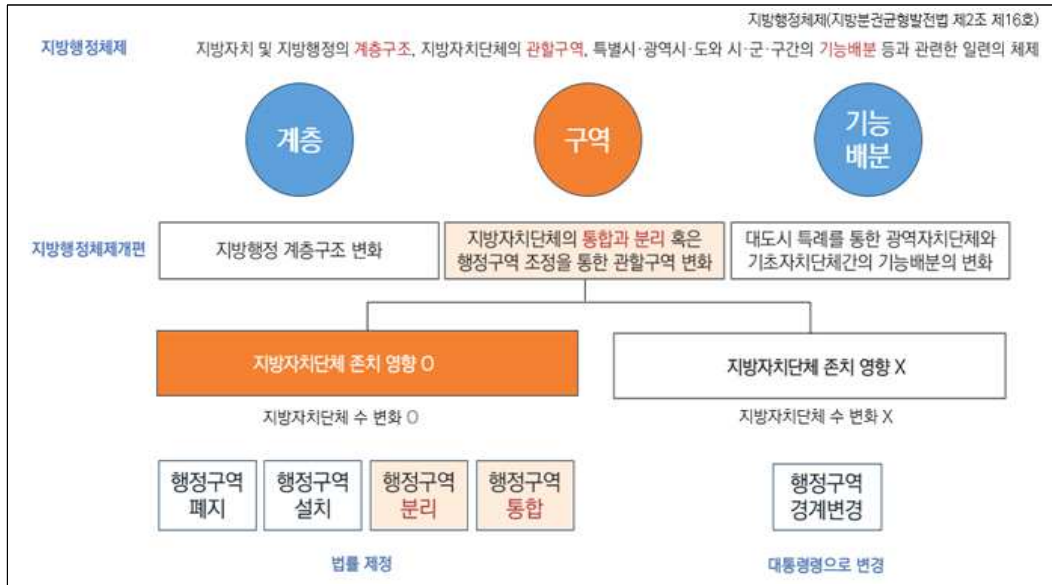 지방행정체제(지방분권균형발전법 제2조 제16호)
지방행정체제
지방자치 및 지방행정의 계층구조, 지방자치단체의 관할구역, 특별시·광역시·도와 시·군·구간의 기능배분 등과 관련한 일련의 체제
계층
구역
기능
배분
지방행정체제개편
지방행정 계층구조 변화
지방자치단체의 통합과 분리 혹은
행정구역 조정을 통한 관할구역 변화
대도시 특례를 통한 광역자치단체와
기초자치단체간의 기능배분의 변화
지방자치단체 존치 영향 O
지방자치단체 존치 영향 X
지방자치단체 수 변화 O
지방자치단체 수 변화 X
행정구역
폐지
행정구역
설치
행정구역
분리
행정구역
통합
행정구역
경계변경
법률 제정
대통령령으로 변경